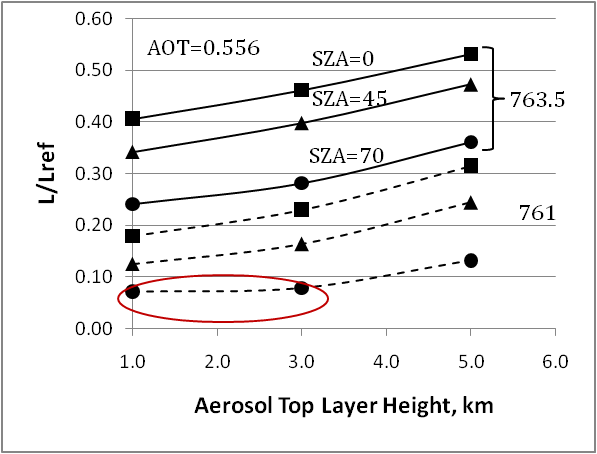 0.60
AOT=0.556
SZA=0
0.50
SZA=45
763.5
0.40
SZA=70
0.30
761
0.20
0.10
0.00
L/Lref
1.0 2.0 3.0 4.0 5.0 6.0
Aerosol Top Layer Height, km